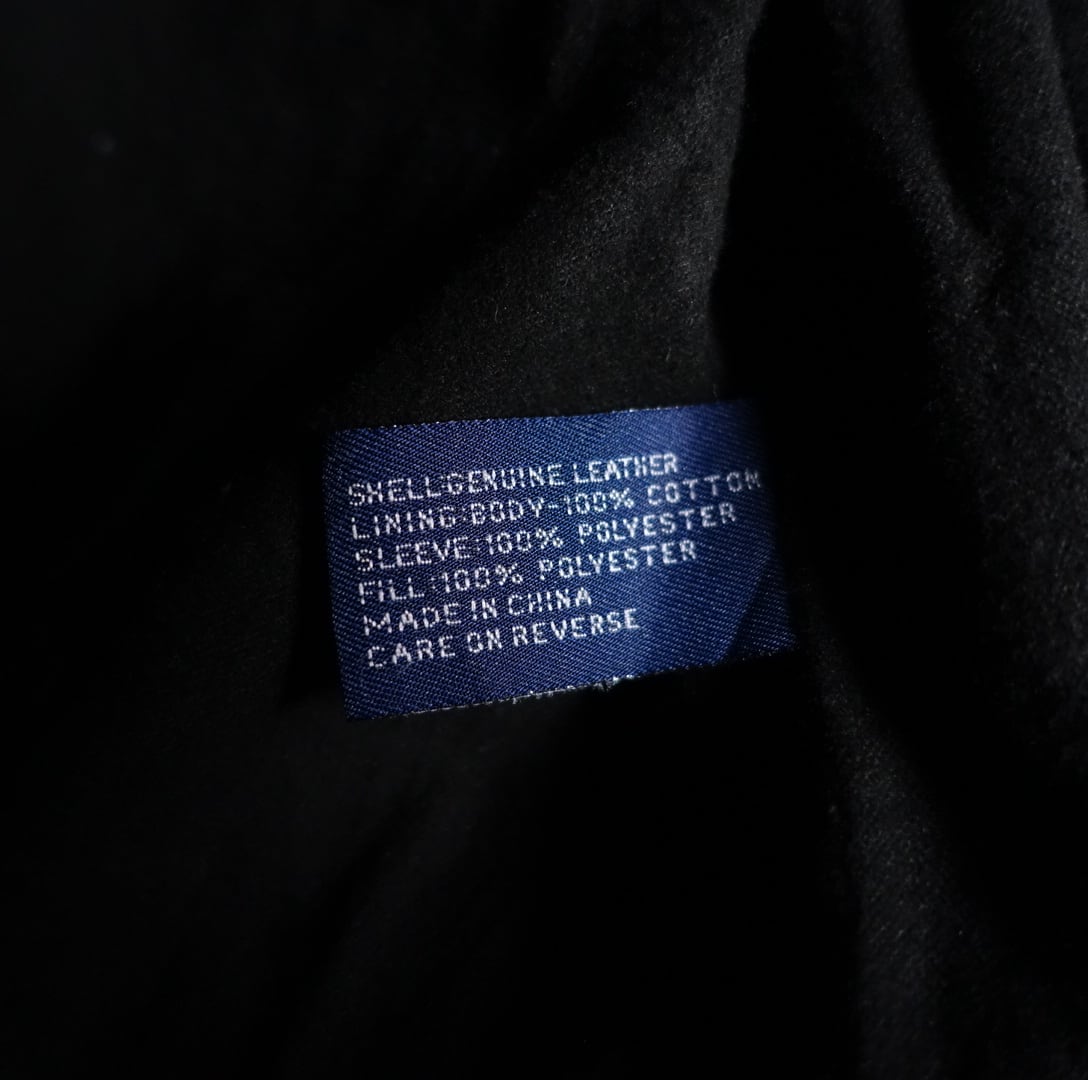 SHELL:GENUINE LEATHER
LINING-BODY-100% COTTON
SLEEVE-100% POLYESTER
FILL:100% POLYESTER
MADE IN CHINA
CARE ON REVERSE